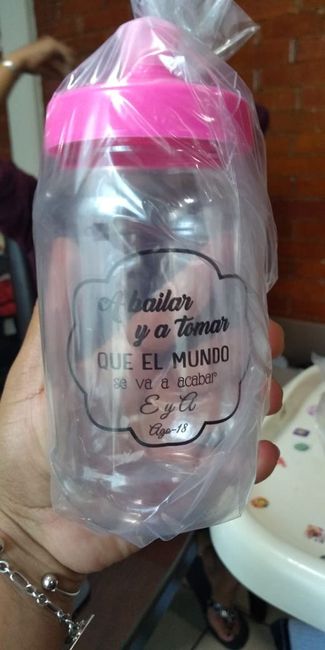 A bailar
y a tomar
QUE EL MUNDO
se va a acabar
E y A
Ago-18